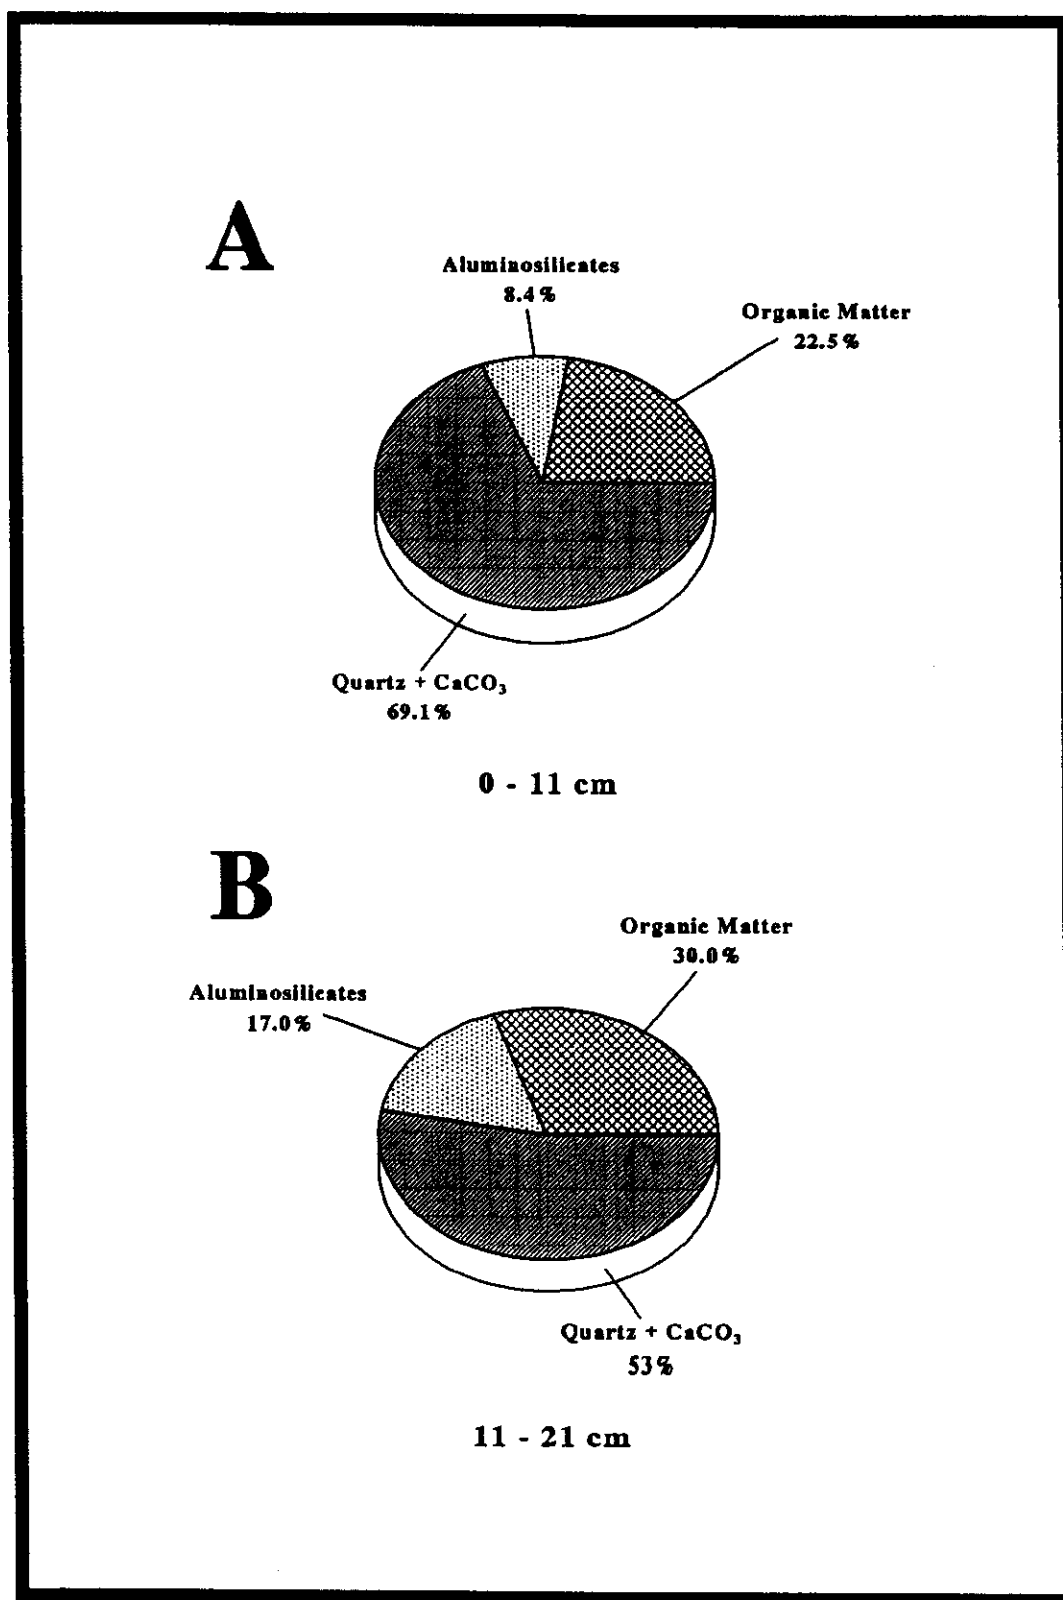 A
Aluminosilicates
8.4%
Organic Matter
22.5%
Quartz + CaCO₃
69.1%
0 - 11 cm
B
Organic Matter
30.0%
Aluminosilicates
17.0%
Quartz + CaCO₃
53%
11 - 21 cm